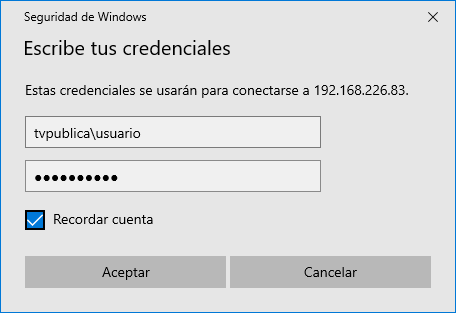 Seguridad de Windows
Escribe tus credenciales
Estas credenciales se usarán para conectarse a 192.168.226.83.
tvpublica\usuario
●●●●●●●●●●
Recordar cuenta
Aceptar
Cancelar